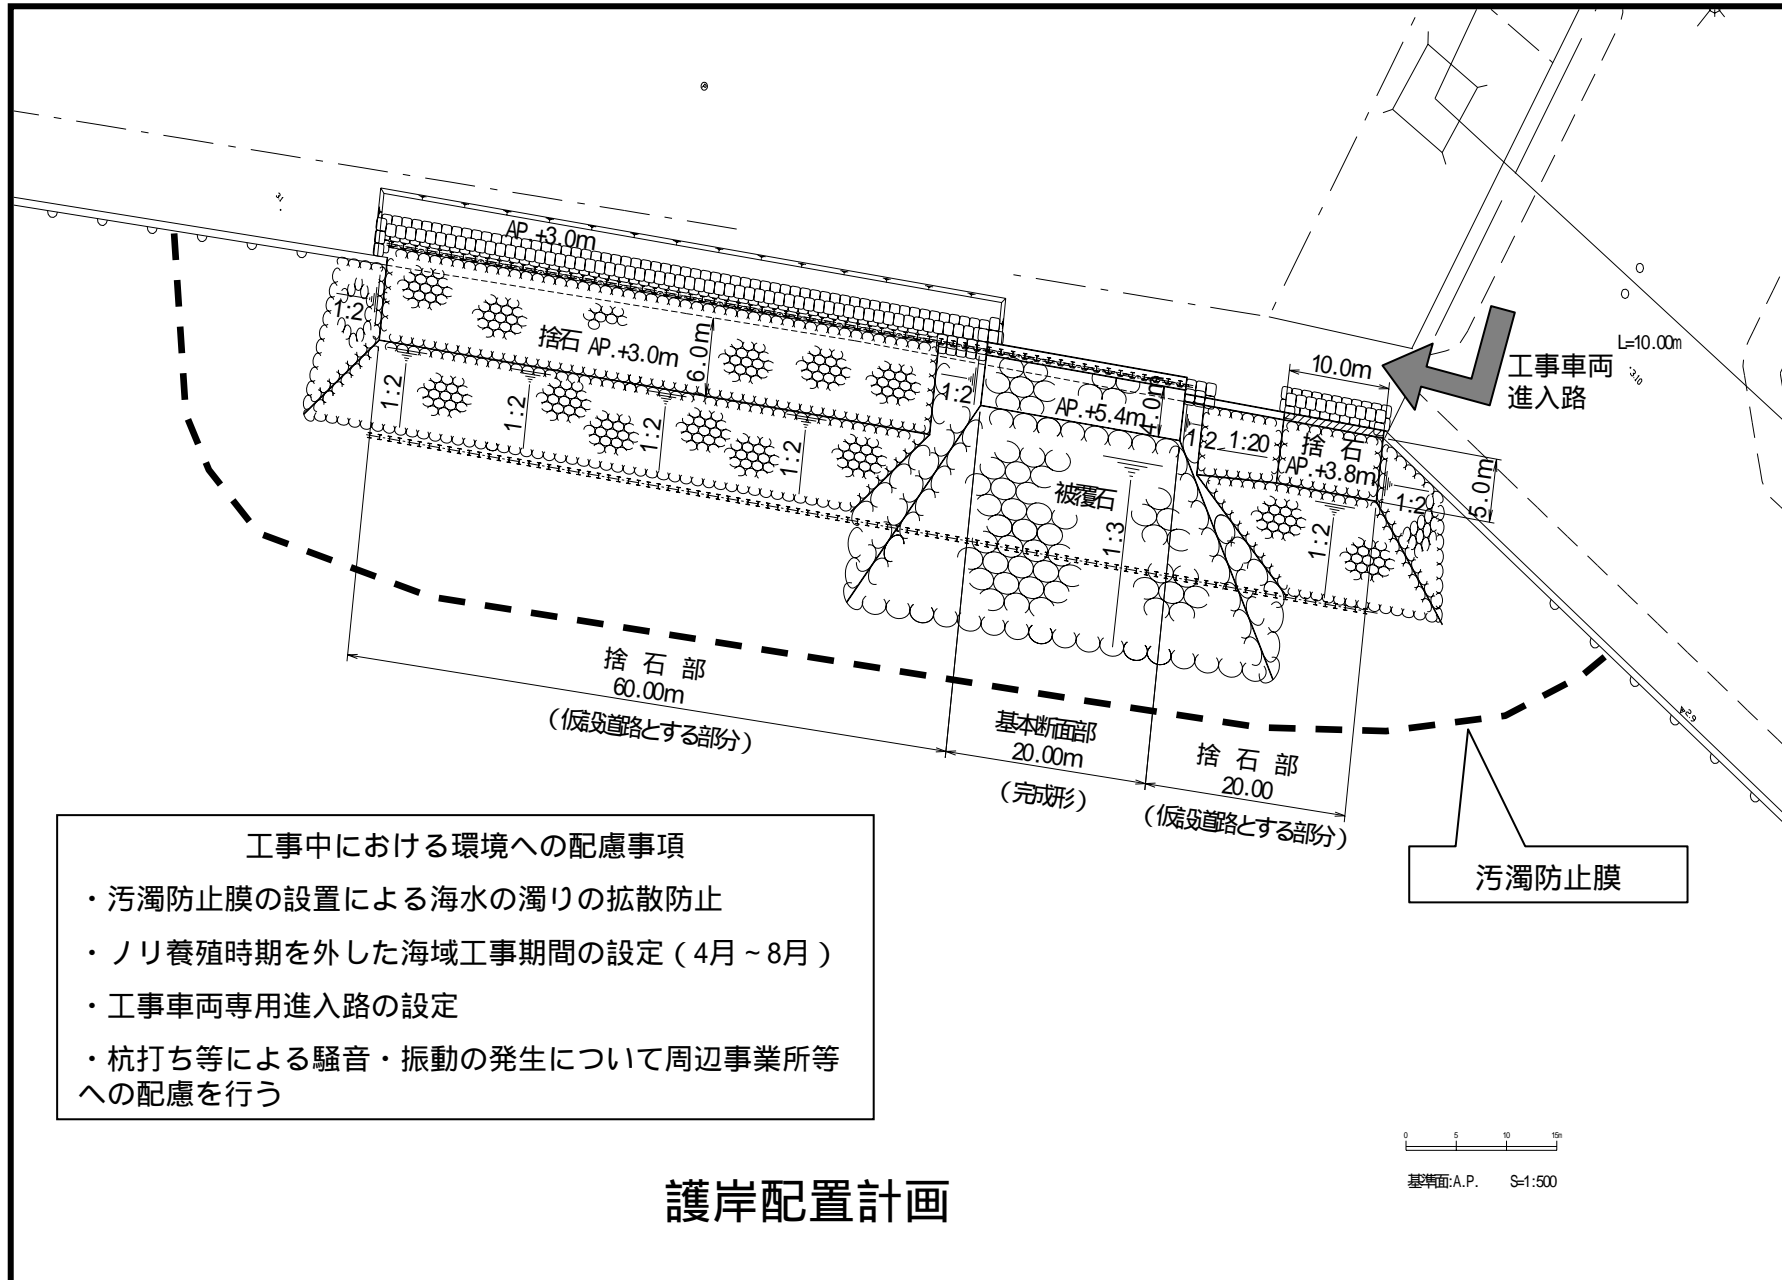 AP.+3.0m
L=10.00m
10.0m
工事車両
進入路
1:2
捨石 AP.+3.0m
6.0m
1:2
1:2
1:2
1:2
1:2
AP.+5.4m
4.0m
1:2
1:20
捨 石
AP.+3.8m
1:2
5.0m
被覆石
1:3
1:2
捨 石 部
60.00m
(仮設道路とする部分)
基本断面部
20.00m
(完成形)
捨 石 部
20.00
(仮設道路とする部分)
汚濁防止膜
工事中における環境への配慮事項
・汚濁防止膜の設置による海水の濁りの拡散防止
・ノリ養殖時期を外した海域工事期間の設定(4月~8月)
・工事車両専用進入路の設定
・杭打ち等による騒音・振動の発生について周辺事業所等
への配慮を行う
0 5 10 15m
基準面:A.P. S=1:500
護岸配置計画